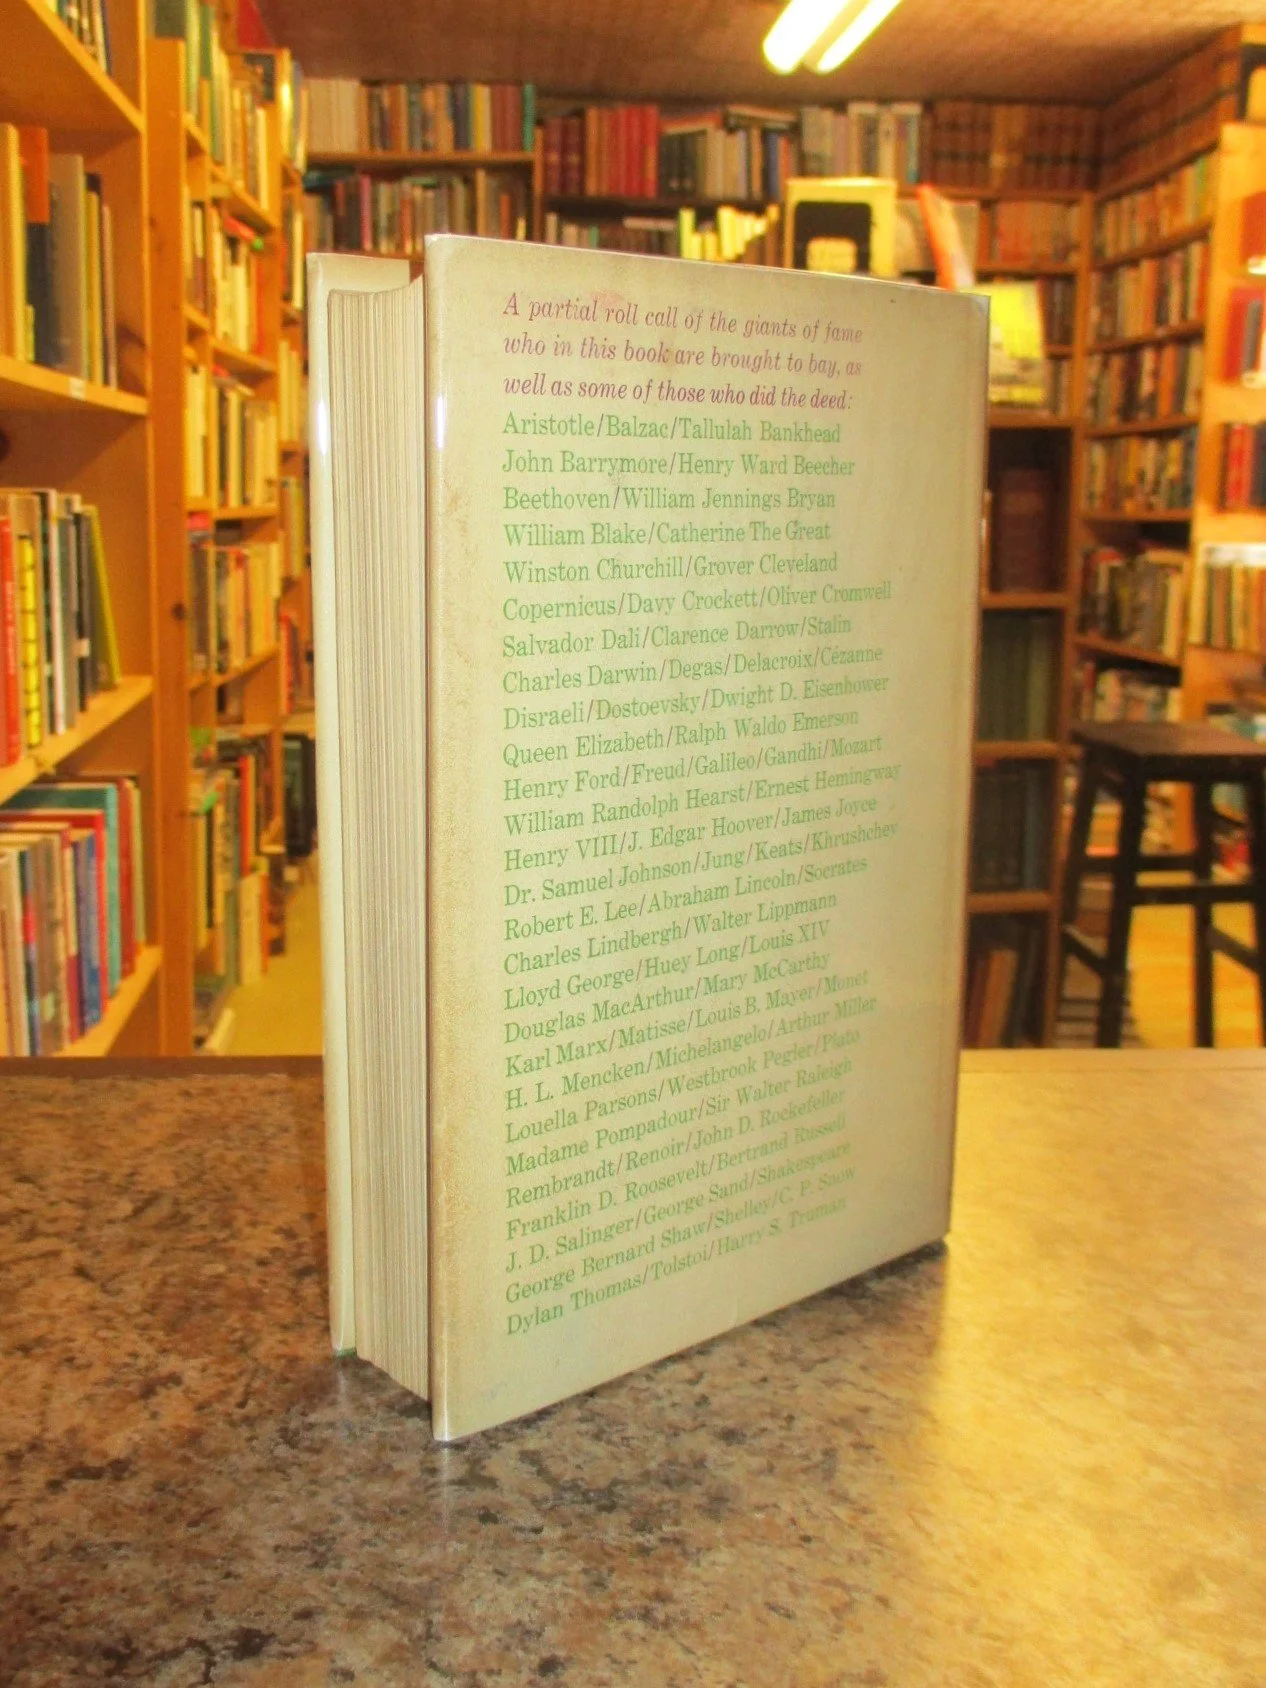 A partial roll call of the giants of fame
who in this book are brought to bay, as
well as some of those who did the deed:
Aristotle/Balzac/Tallulah Bankhead
John Barrymore/Henry Ward Beecher
Beethoven/William Jennings Bryan
William Blake/Catherine The Great
Winston Churchill/Grover Cleveland
Copernicus/Davy Crockett/Oliver Cromwell
Salvador Dali/Clarence Darrow/Stalin
Charles Darwin/Degas/Delacroix/Cézanne
Disraeli/Dostoevsky/Dwight D. Eisenhower
Queen Elizabeth/Ralph Waldo Emerson
Henry Ford/Freud/Galileo/Gandhi/Mozart
William Randolph Hearst/Ernest Hemingway
Henry VIII/J. Edgar Hoover/James Joyce
Dr. Samuel Johnson/Jung/Keats/Khrushchev
Robert E. Lee/Abraham Lincoln/Socrates
Charles Lindbergh/Walter Lippmann
Lloyd George/Huey Long/Louis XIV
Douglas MacArthur/Mary McCarthy
Karl Marx/Matisse/Louis B. Mayer/Monet
H. L. Mencken/Michelangelo/Arthur Miller
Louella Parsons/Westbrook Pegler/Plato
Madame Pompadour/Sir Walter Raleigh
Rembrandt/Renoir/John D. Rockefeller
Franklin D. Roosevelt/Bertrand Russell
J. D. Salinger/George Sand/Shakespeare
George Bernard Shaw/Shelley/C. P. Snow
Dylan Thomas/Tolstoi/Harry S. Truman